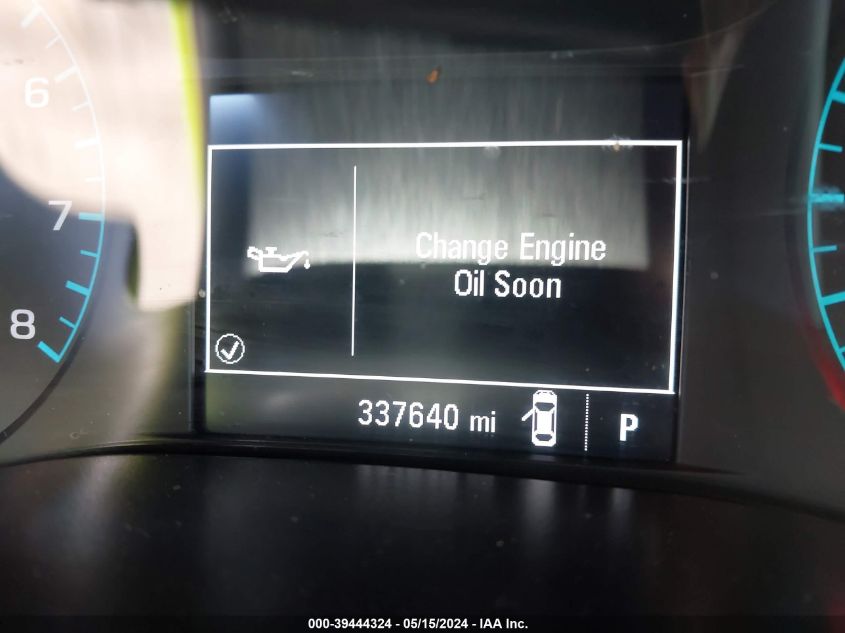 6
7
8
Change Engine
Oil Soon
337640 mi
P
000-39444324 - 05/15/2024 - IAA Inc.